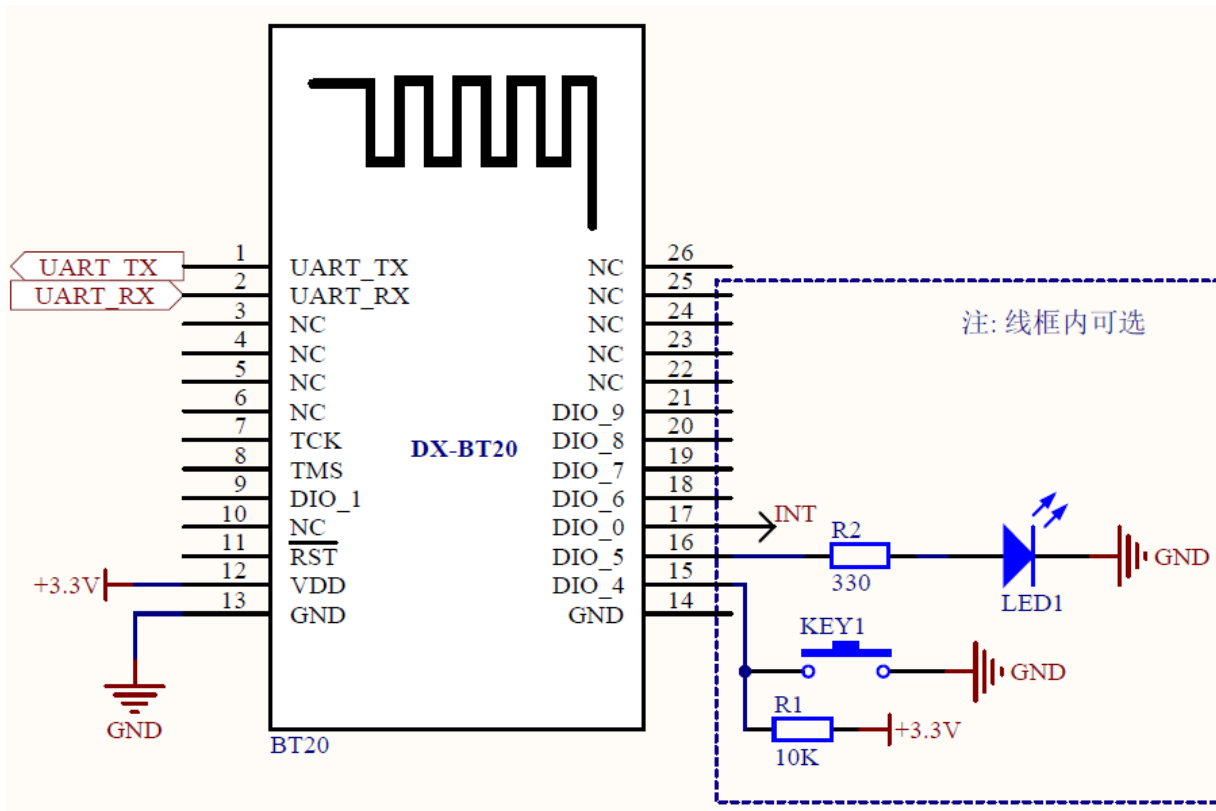 UART_TX
UART_RX
1
2
3
4
5
6
7
8
9
10
11
12
13
UART_TX
UART_RX
NC
NC
NC
NC
TCK
TMS
DIO_1
NC
RST
VDD
GND
+3.3V
GND
DX-BT20
BT20
NC
NC
NC
NC
NC
DIO_9
DIO_8
DIO_7
DIO_6
DIO_0
DIO_5
DIO_4
GND
26
25
24
23
22
21
20
19
18
17
16
15
14
注: 线框内可选
INT
R2
330
LED1
GND
KEY1
GND
R1
10K
+3.3V